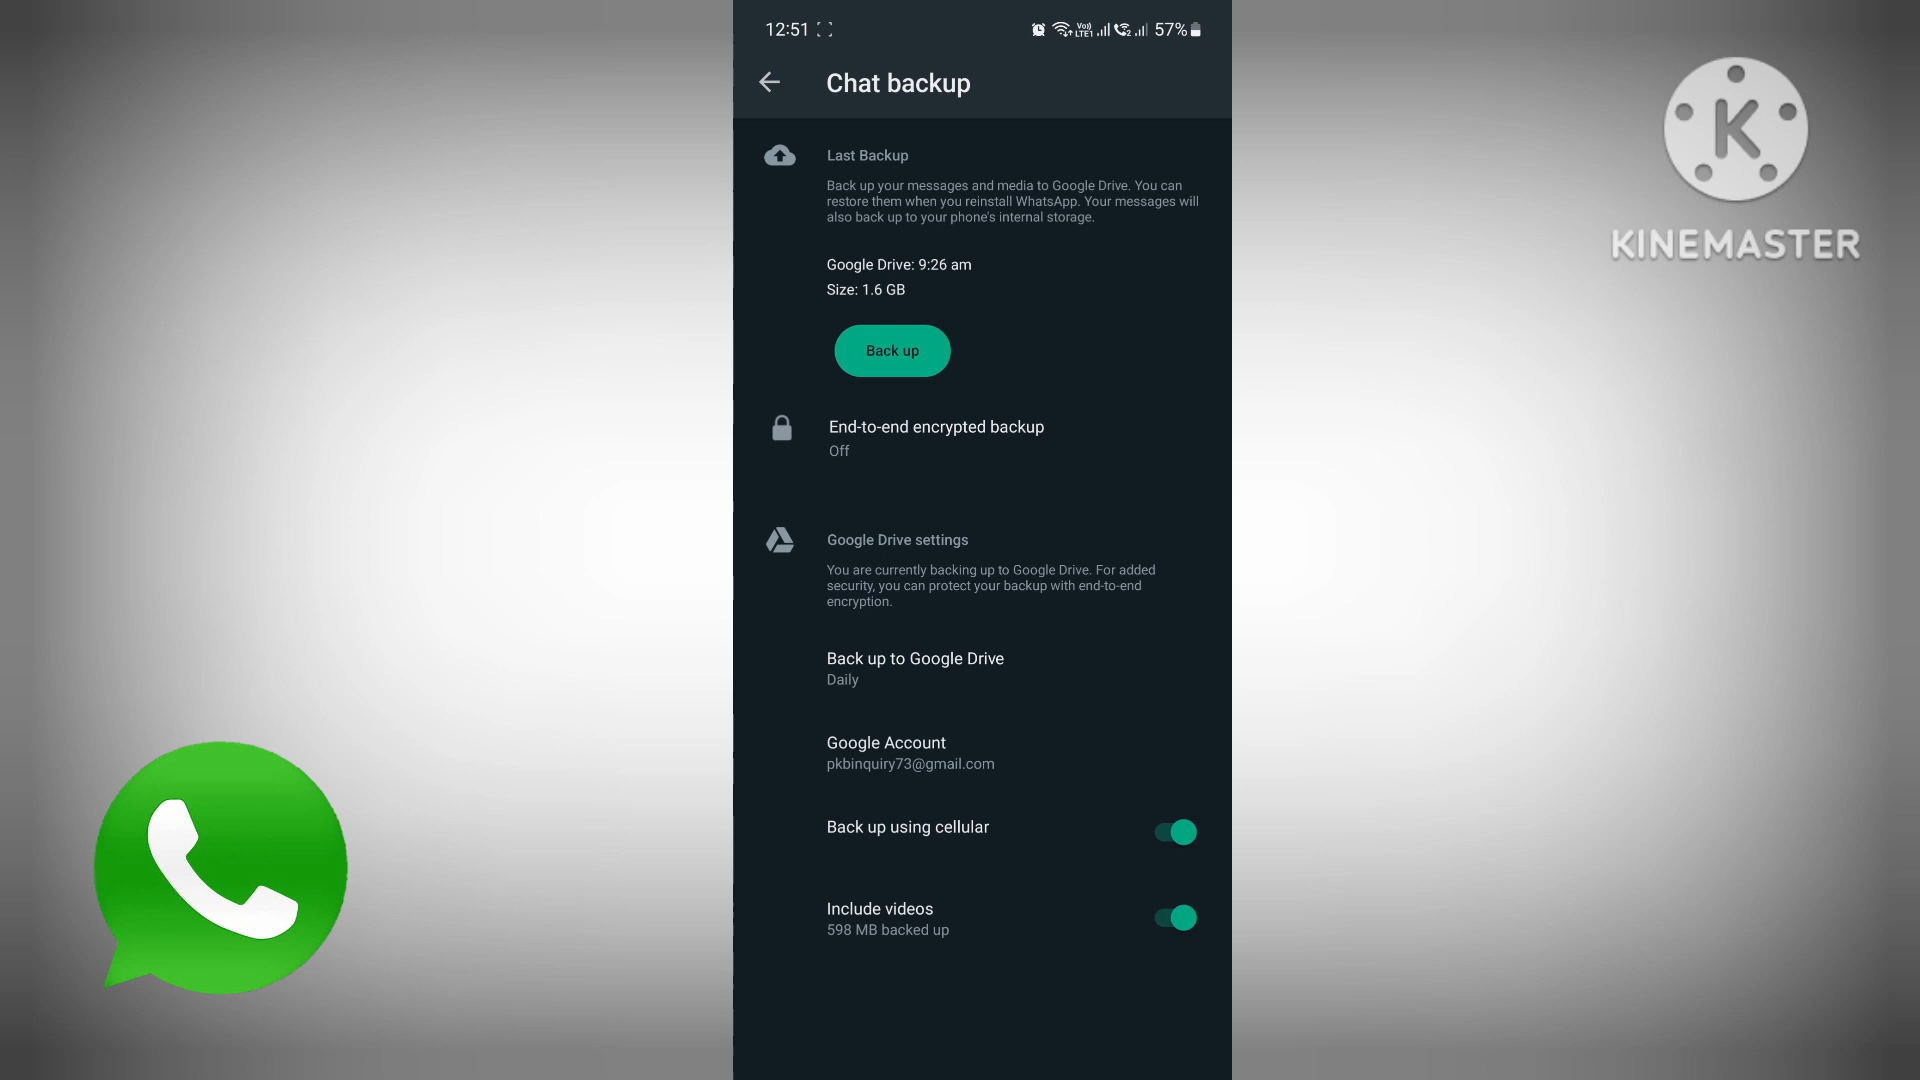 12:51
Vo))
LTE1
2
57%
Chat backup
Last Backup
Back up your messages and media to Google Drive. You can
restore them when you reinstall WhatsApp. Your messages will
also back up to your phone's internal storage.
Google Drive: 9:26 am
Size: 1.6 GB
Back up
End-to-end encrypted backup
Off
Google Drive settings
You are currently backing up to Google Drive. For added
security, you can protect your backup with end-to-end
encryption.
Back up to Google Drive
Daily
Google Account
pkbinquiry73@gmail.com
Back up using cellular
Include videos
598 MB backed up
K
KINEMASTER